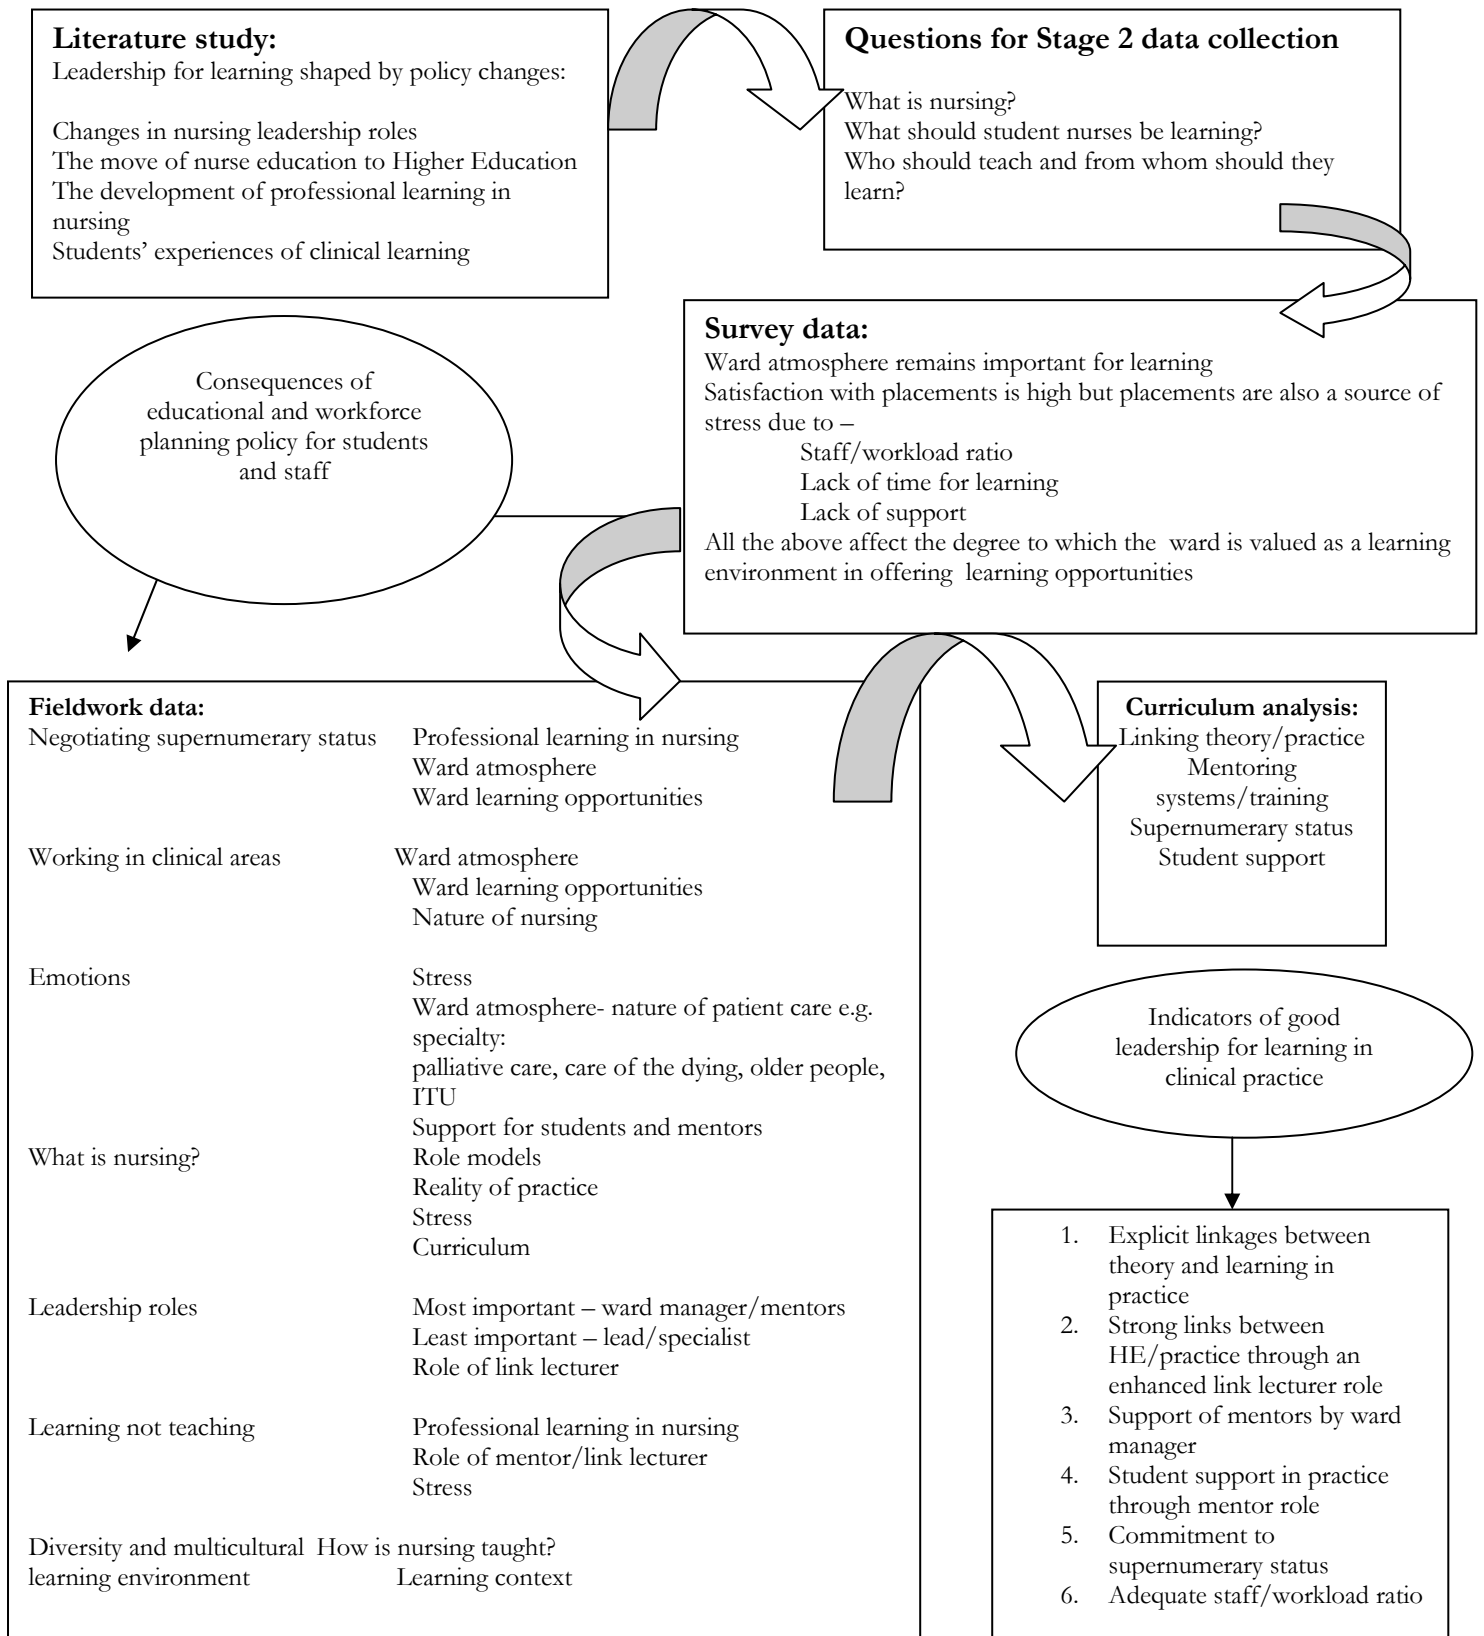 Literature study:
Leadership for learning shaped by policy changes:
Changes in nursing leadership roles
The move of nurse education to Higher Education
The development of professional learning in
nursing
Students' experiences of clinical learning
Questions for Stage 2 data collection
What is nursing?
What should student nurses be learning?
Who should teach and from whom should they
learn?
Survey data:
Ward atmosphere remains important for learning
Satisfaction with placements is high but placements are also a source of
stress due to –
Staff/workload ratio
Lack of time for learning
Lack of support
All the above affect the degree to which the ward is valued as a learning
environment in offering learning opportunities
Consequences of
educational and workforce
planning policy for students
and staff
Fieldwork data:
Negotiating supernumerary status Professional learning in nursing
Ward atmosphere
Ward learning opportunities
Working in clinical areas Ward atmosphere
Ward learning opportunities
Nature of nursing
Emotions Stress
Ward atmosphere- nature of patient care e.g.
specialty:
palliative care, care of the dying, older people,
ITU
Support for students and mentors
What is nursing? Role models
Reality of practice
Stress
Curriculum
Leadership roles Most important – ward manager/mentors
Least important – lead/specialist
Role of link lecturer
Learning not teaching Professional learning in nursing
Role of mentor/link lecturer
Stress
Diversity and multicultural How is nursing taught?
learning environment Learning context
Curriculum analysis:
Linking theory/practice
Mentoring
systems/training
Supernumerary status
Student support
Indicators of good
leadership for learning in
clinical practice
1. Explicit linkages between
theory and learning in
practice
2. Strong links between
HE/practice through an
enhanced link lecturer role
3. Support of mentors by ward
manager
4. Student support in practice
through mentor role
5. Commitment to
supernumerary status
6. Adequate staff/workload ratio